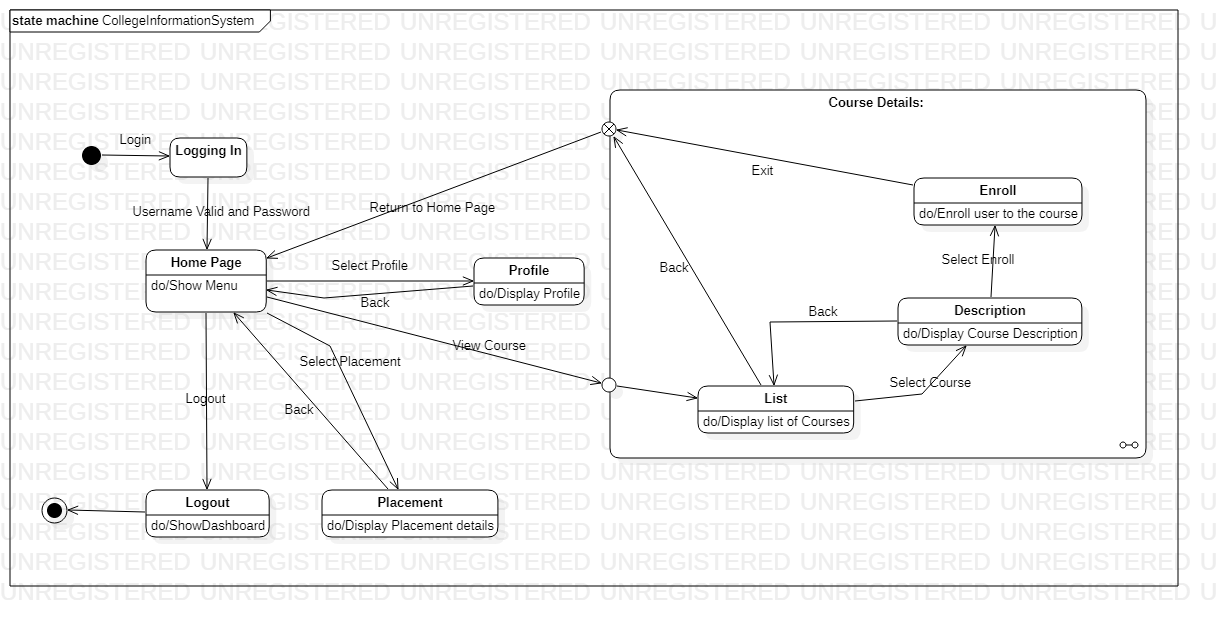 state machine CollegeInformationSystem
Course Details:
Login
Logging In
Exit
Enroll
do/Enroll user to the course
Username Valid and Password
Return to Home Page
Home Page
do/Show Menu
Select Profile
Profile
do/Display Profile
Back
Back
Select Enroll
Description
do/Display Course Description
Back
View Course
Select Placement
Select Course
List
do/Display list of Courses
Logout
Back
Logout
do/ShowDashboard
Placement
do/Display Placement details
UNREGISTERED UNREGISTERED UNREGISTERED UNREGISTERED UNREGISTERED UNREGISTERED